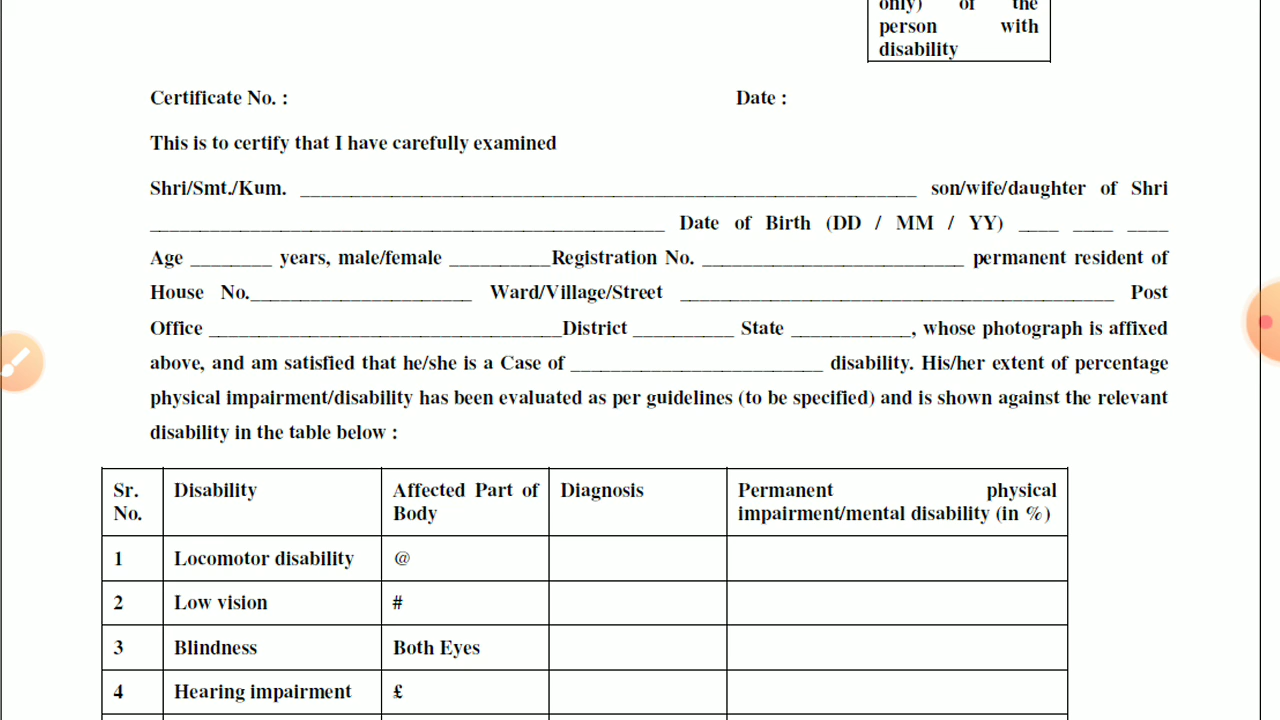 only) of the
person with
disability
Certificate No. : Date :
This is to certify that I have carefully examined
Shri/Smt./Kum. _____________________________________________________________ son/wife/daughter of Shri
___________________________________________________ Date of Birth (DD / MM / YY) ____ ____ ____
Age ________ years, male/female __________Registration No. __________________________ permanent resident of
House No.______________________ Ward/Village/Street ___________________________________________ Post
Office ___________________________________District __________ State ____________, whose photograph is affixed
above, and am satisfied that he/she is a Case of _________________________ disability. His/her extent of percentage
physical impairment/disability has been evaluated as per guidelines (to be specified) and is shown against the relevant
disability in the table below :
Sr. No. Disability Affected Part of Body Diagnosis Permanent physical impairment/mental disability (in %)
1 Locomotor disability @
2 Low vision #
3 Blindness Both Eyes
4 Hearing impairment £